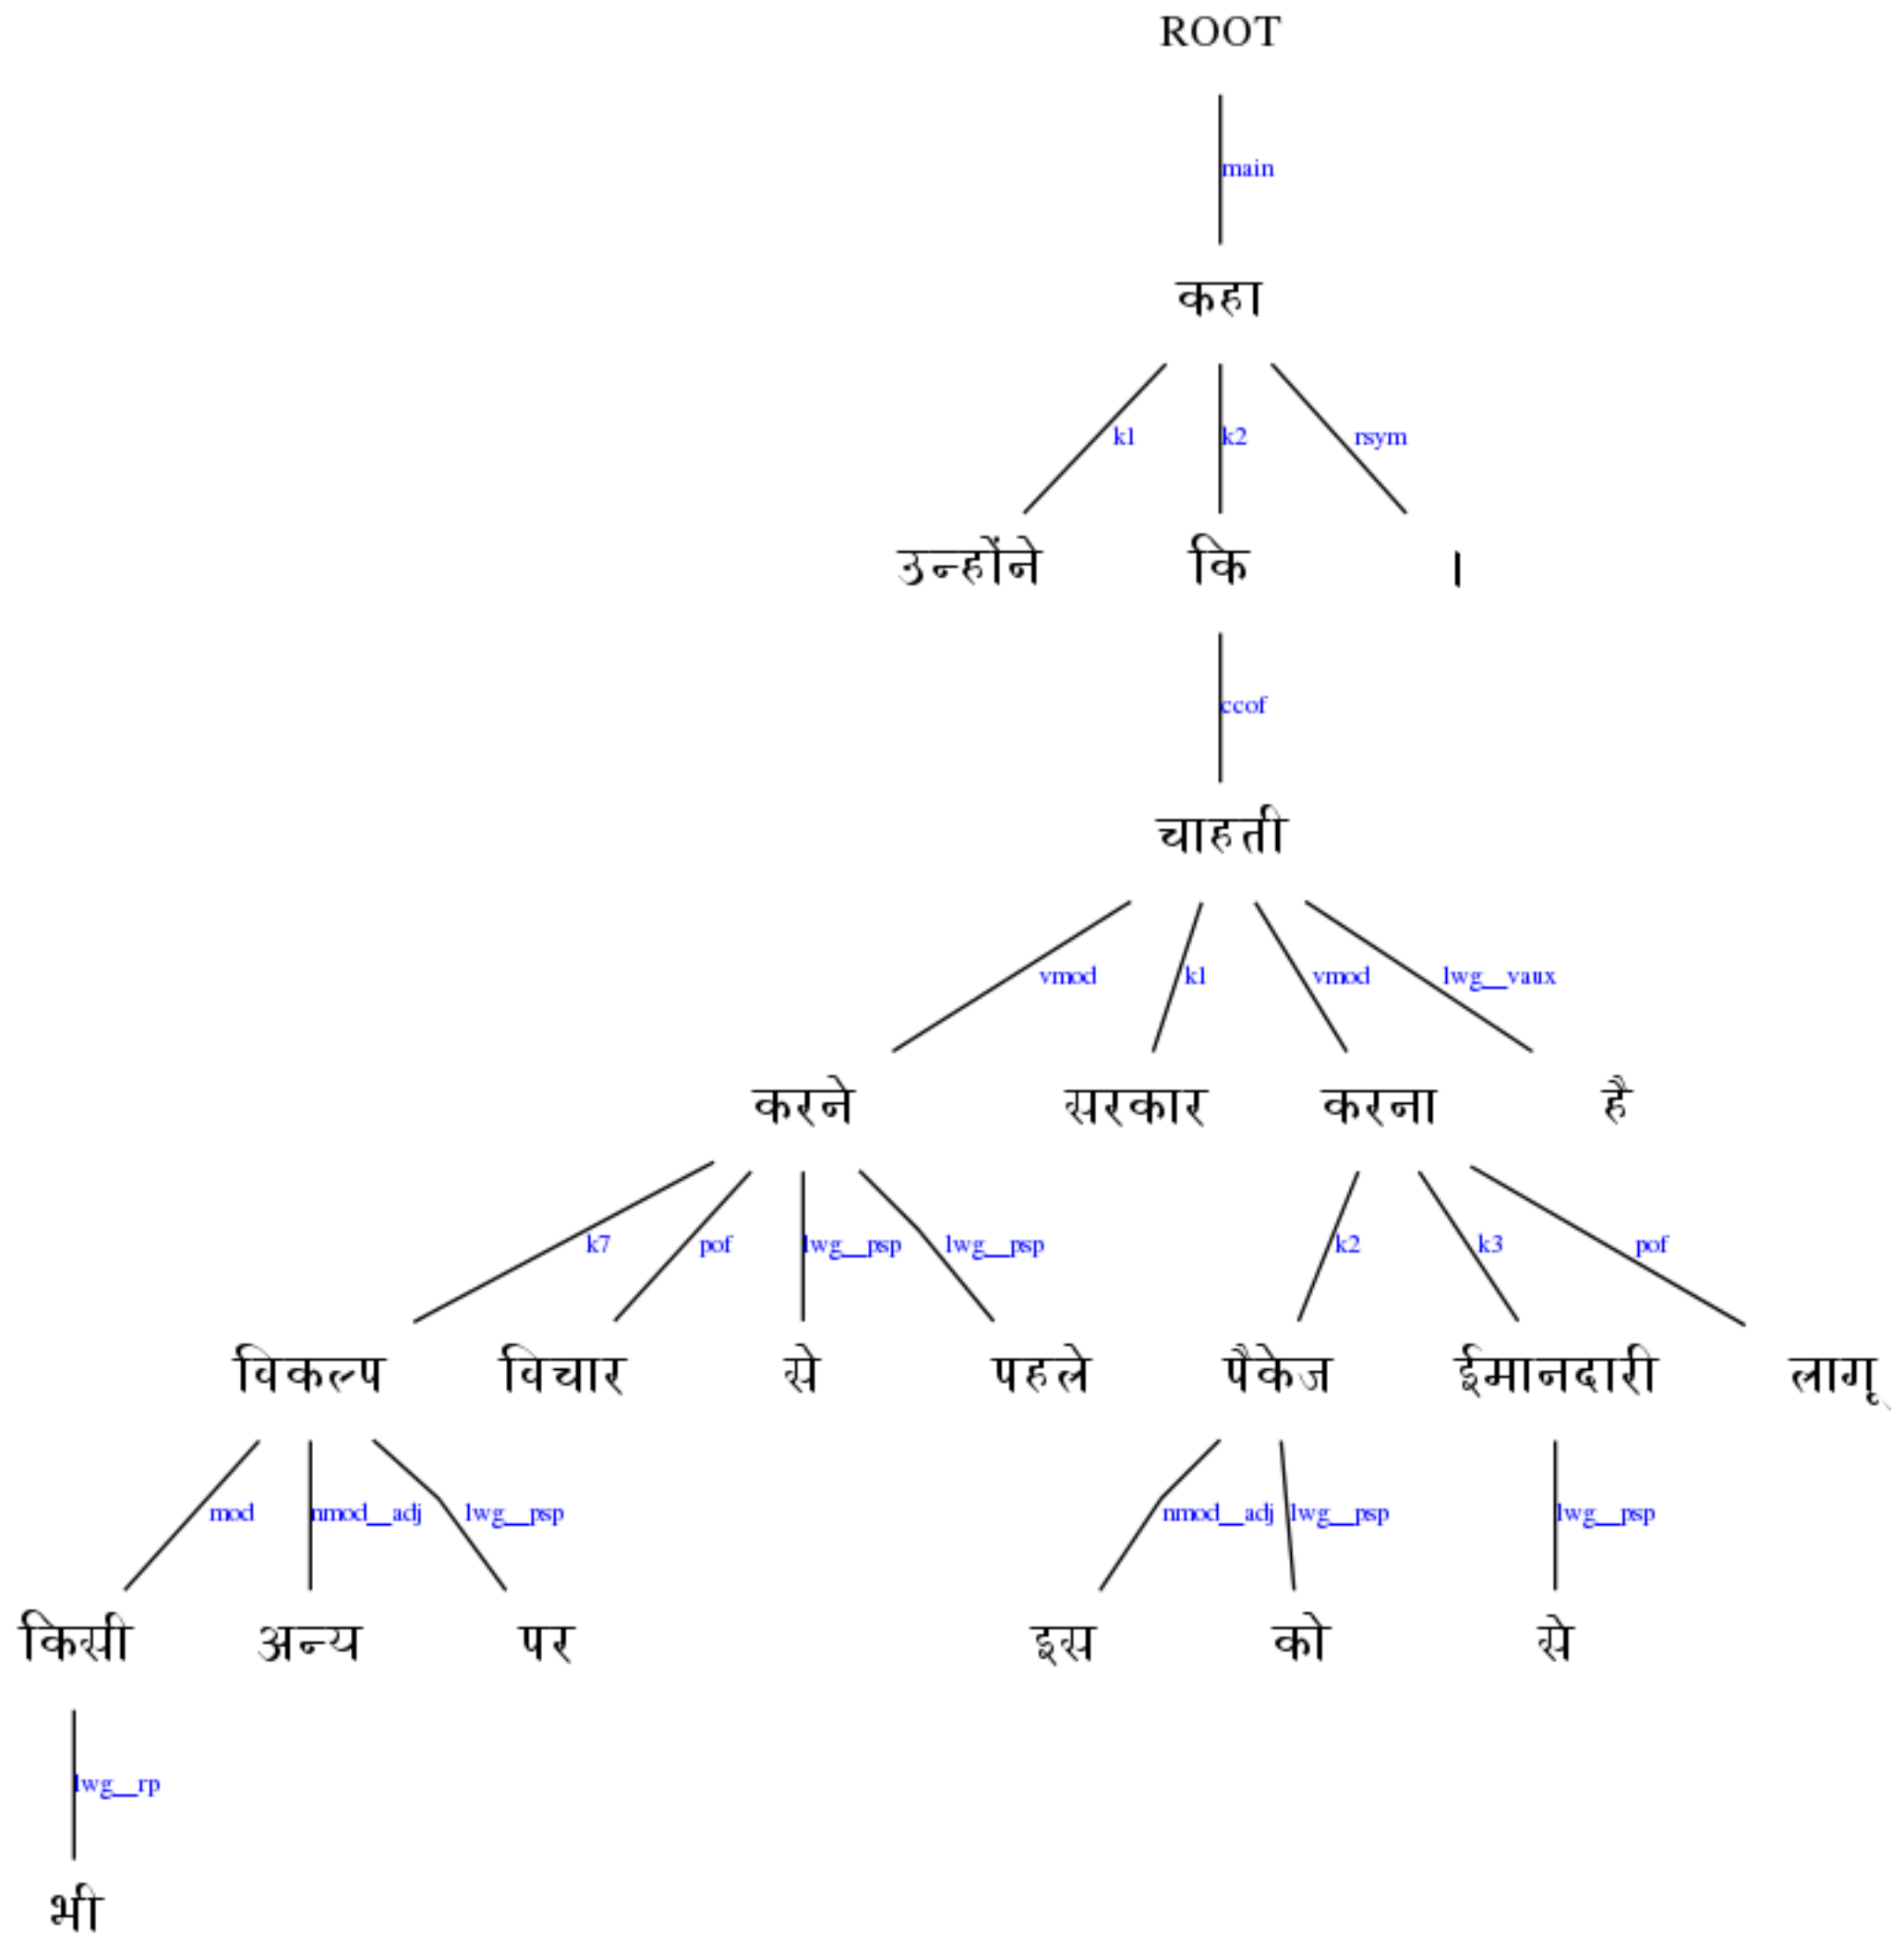 ROOT
main
कहा
k1 k2 rsym
उन्होंने कि ।
ccof
चाहती
vmod k1 vmod lwg__vaux
करने सरकार करना है
k7 pof lwg__psp lwg__psp k2 k3 pof
विकल्प विचार से पहले पैकेज ईमानदारी लागू
mod nmod__adj lwg__psp nmod__adj lwg__psp lwg__psp
किसी अन्य पर इस को से
lwg__rp
भी